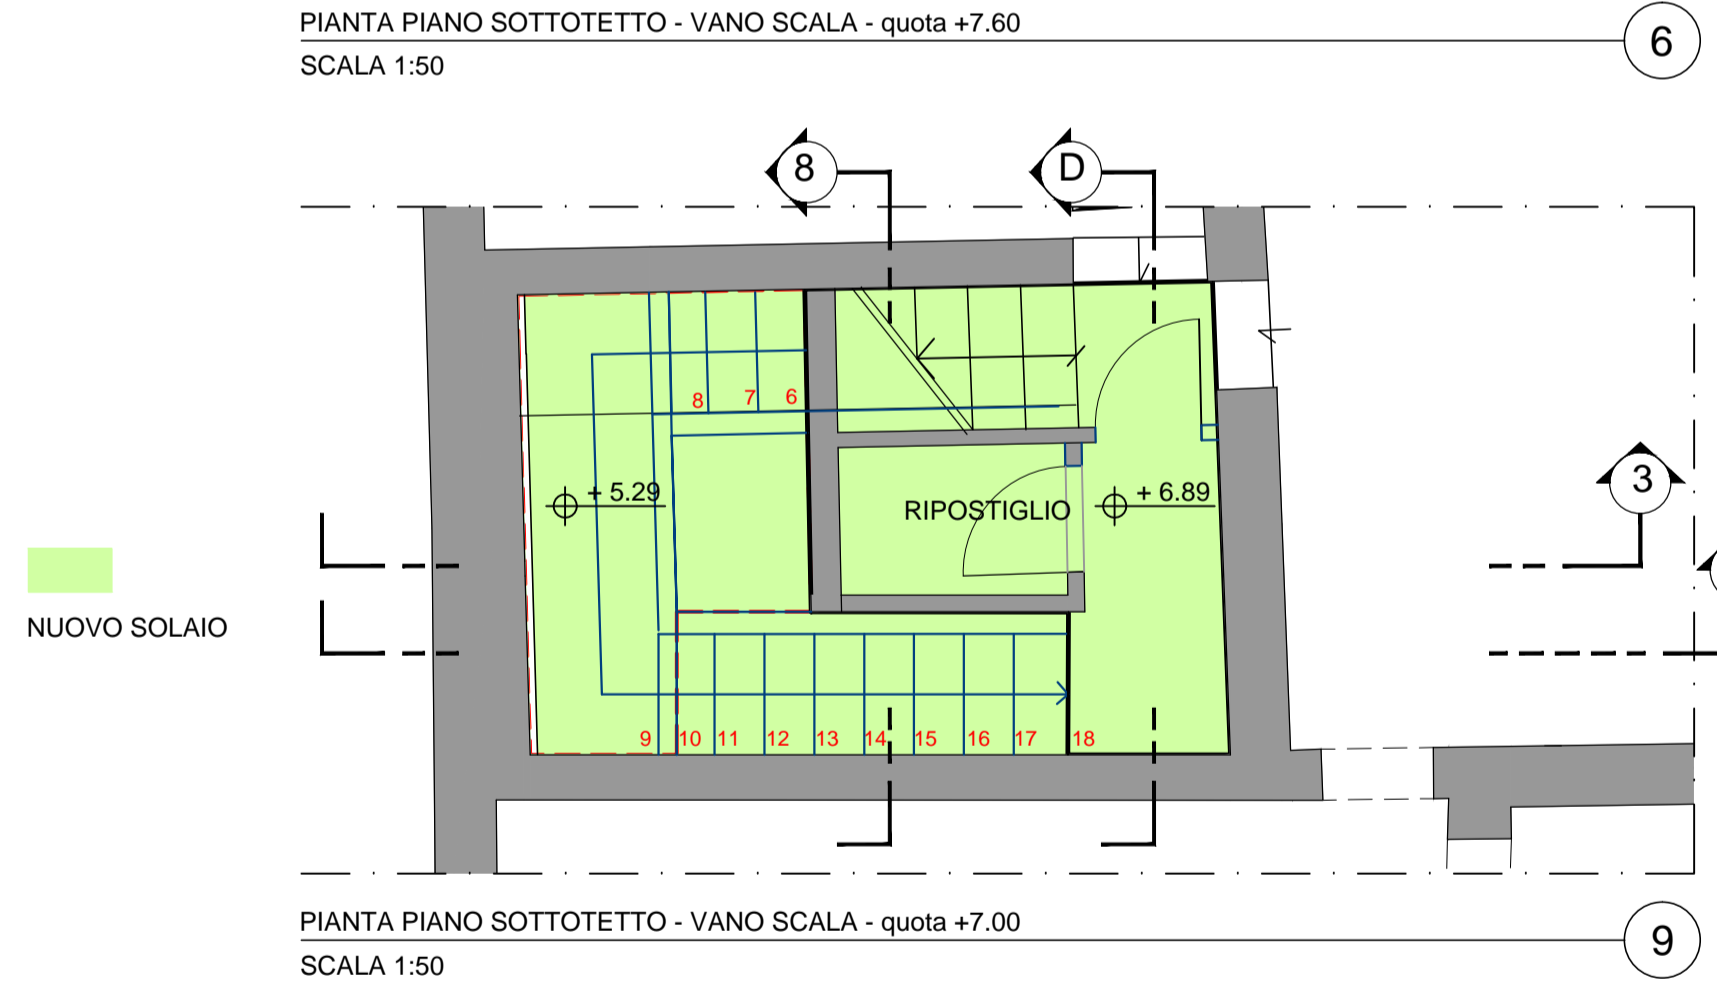 PIANTA PIANO SOTTOTETTO - VANO SCALA - quota +7.60
6
SCALA 1:50
8
D
8
7
6
+ 5.29
RIPOSTIGLIO
+ 6.89
3
NUOVO SOLAIO
9
10
11
12
13
14
15
16
17
18
PIANTA PIANO SOTTOTETTO - VANO SCALA - quota +7.00
9
SCALA 1:50